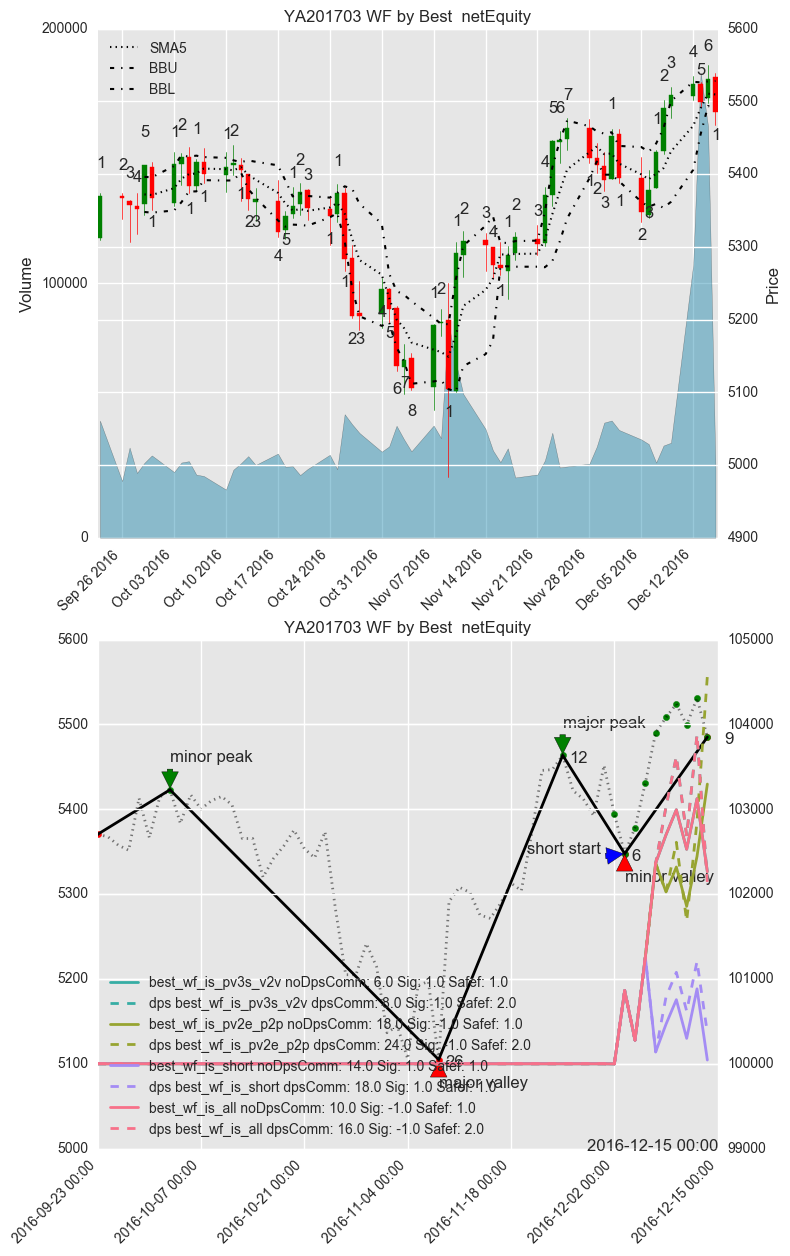 YA201703 WF by Best netEquity
200000
100000
0
Volume
SMA5
BBU
BBL
5600
5500
5400
5300
5200
5100
5000
4900
Price
Sep 26 2016
Oct 03 2016
Oct 10 2016
Oct 17 2016
Oct 24 2016
Oct 31 2016
Nov 07 2016
Nov 14 2016
Nov 21 2016
Nov 28 2016
Dec 05 2016
Dec 12 2016
YA201703 WF by Best netEquity
5600
5500
5400
5300
5200
5100
5000
105000
104000
103000
102000
101000
100000
99000
minor peak
major peak
12
9
short start
6
minor valley
26
major valley
best_wf_is_pv3s_v2v noDpsComm: 6.0 Sig: 1.0 Safef: 1.0
dps best_wf_is_pv3s_v2v dpsComm: 8.0 Sig: 1.0 Safef: 2.0
best_wf_is_pv2e_p2p noDpsComm: 18.0 Sig: -1.0 Safef: 1.0
dps best_wf_is_pv2e_p2p dpsComm: 24.0 Sig: -1.0 Safef: 2.0
best_wf_is_short noDpsComm: 14.0 Sig: 1.0 Safef: 1.0
dps best_wf_is_short dpsComm: 18.0 Sig: 1.0 Safef: 1.0
best_wf_is_all noDpsComm: 10.0 Sig: -1.0 Safef: 1.0
dps best_wf_is_all dpsComm: 16.0 Sig: -1.0 Safef: 2.0
2016-12-15 00:00
2016-09-23 00:00
2016-10-07 00:00
2016-10-21 00:00
2016-11-04 00:00
2016-11-18 00:00
2016-12-02 00:00
2016-12-15 00:00